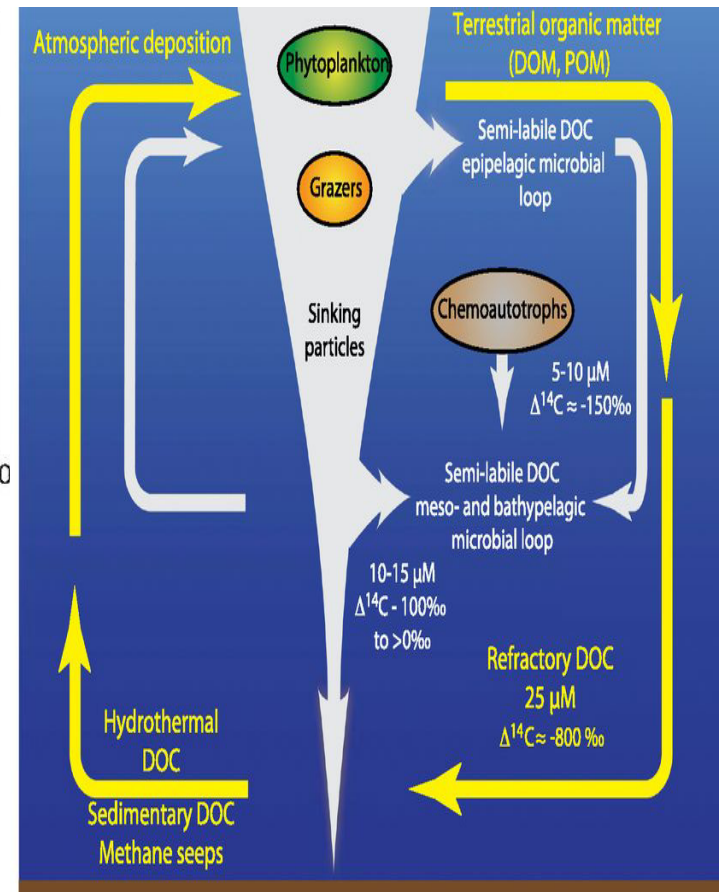 Atmospheric deposition
Phytoplankton
Terrestrial organic matter
(DOM, POM)
Semi-labile DOC
epipelagic microbial
loop
Grazers
Sinking
particles
Chemoautotrophs
5-10 µM
Δ¹⁴C ≈ -150‰
Semi-labile DOC
meso- and bathypelagic
microbial loop
10-15 µM
Δ¹⁴C - 100‰
to >0‰
Refractory DOC
25 µM
Δ¹⁴C≈ -800 ‰
Hydrothermal
DOC
Sedimentary DOC
Methane seeps